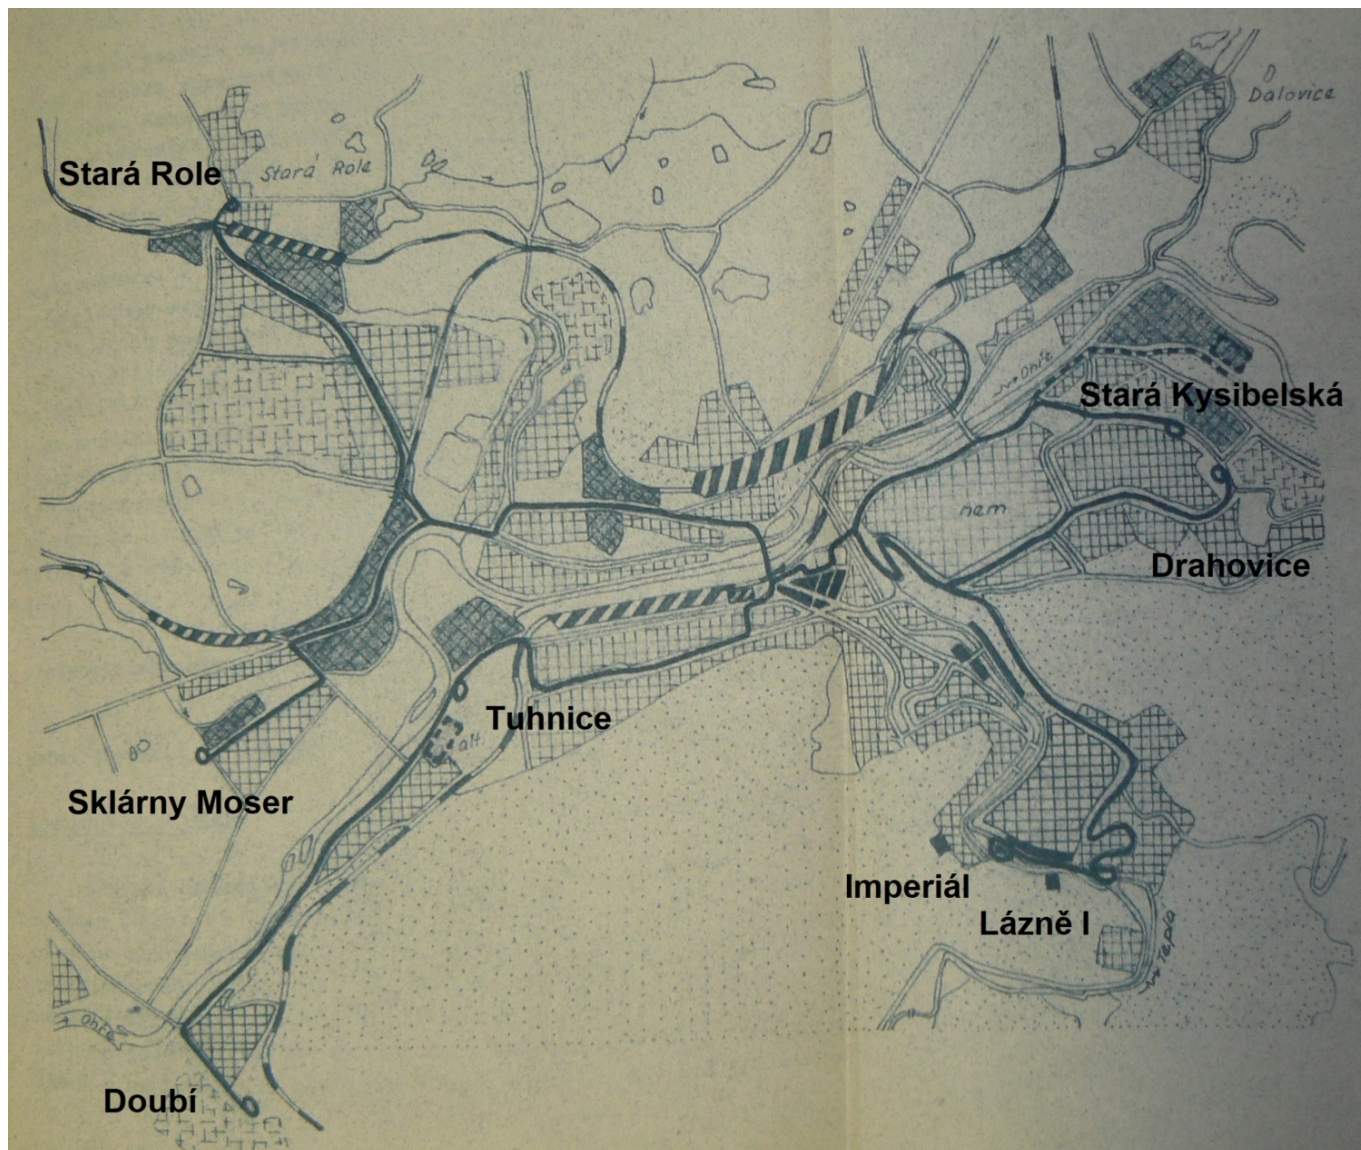 Dalovice
Stará Role
Stará Role
Ohře
Stará Kysibelská
nem
Drahovice
Tuhnice
alt.
Sklárny Moser
Imperiál
Lázně I
Teplá
Ohře
Doubí